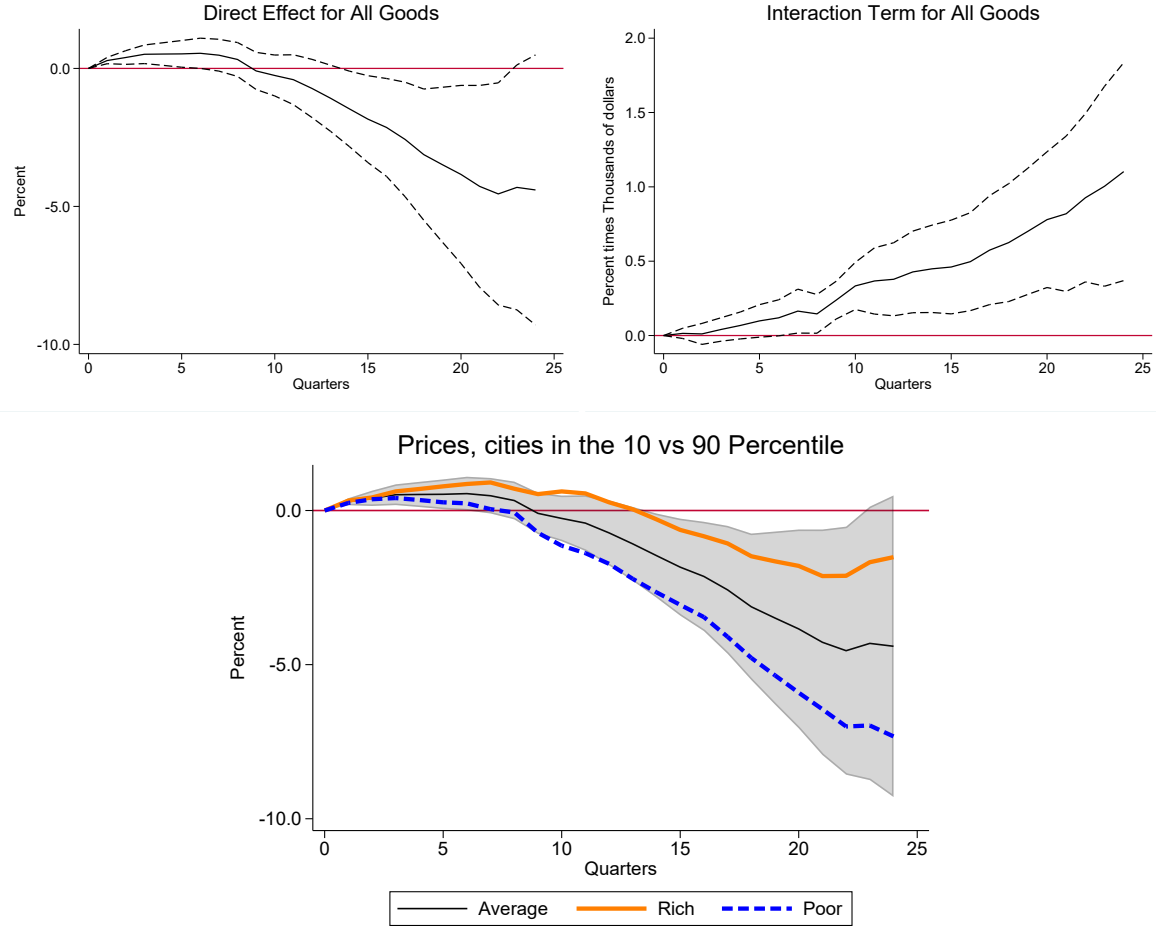 Direct Effect for All Goods
Percent
0.0
-5.0
-10.0
0 5 10 15 20 25
Quarters
Interaction Term for All Goods
Percent times Thousands of dollars
2.0
1.5
1.0
0.5
0.0
0 5 10 15 20 25
Quarters
Prices, cities in the 10 vs 90 Percentile
Percent
0.0
-5.0
-10.0
0 5 10 15 20 25
Quarters
Average Rich Poor